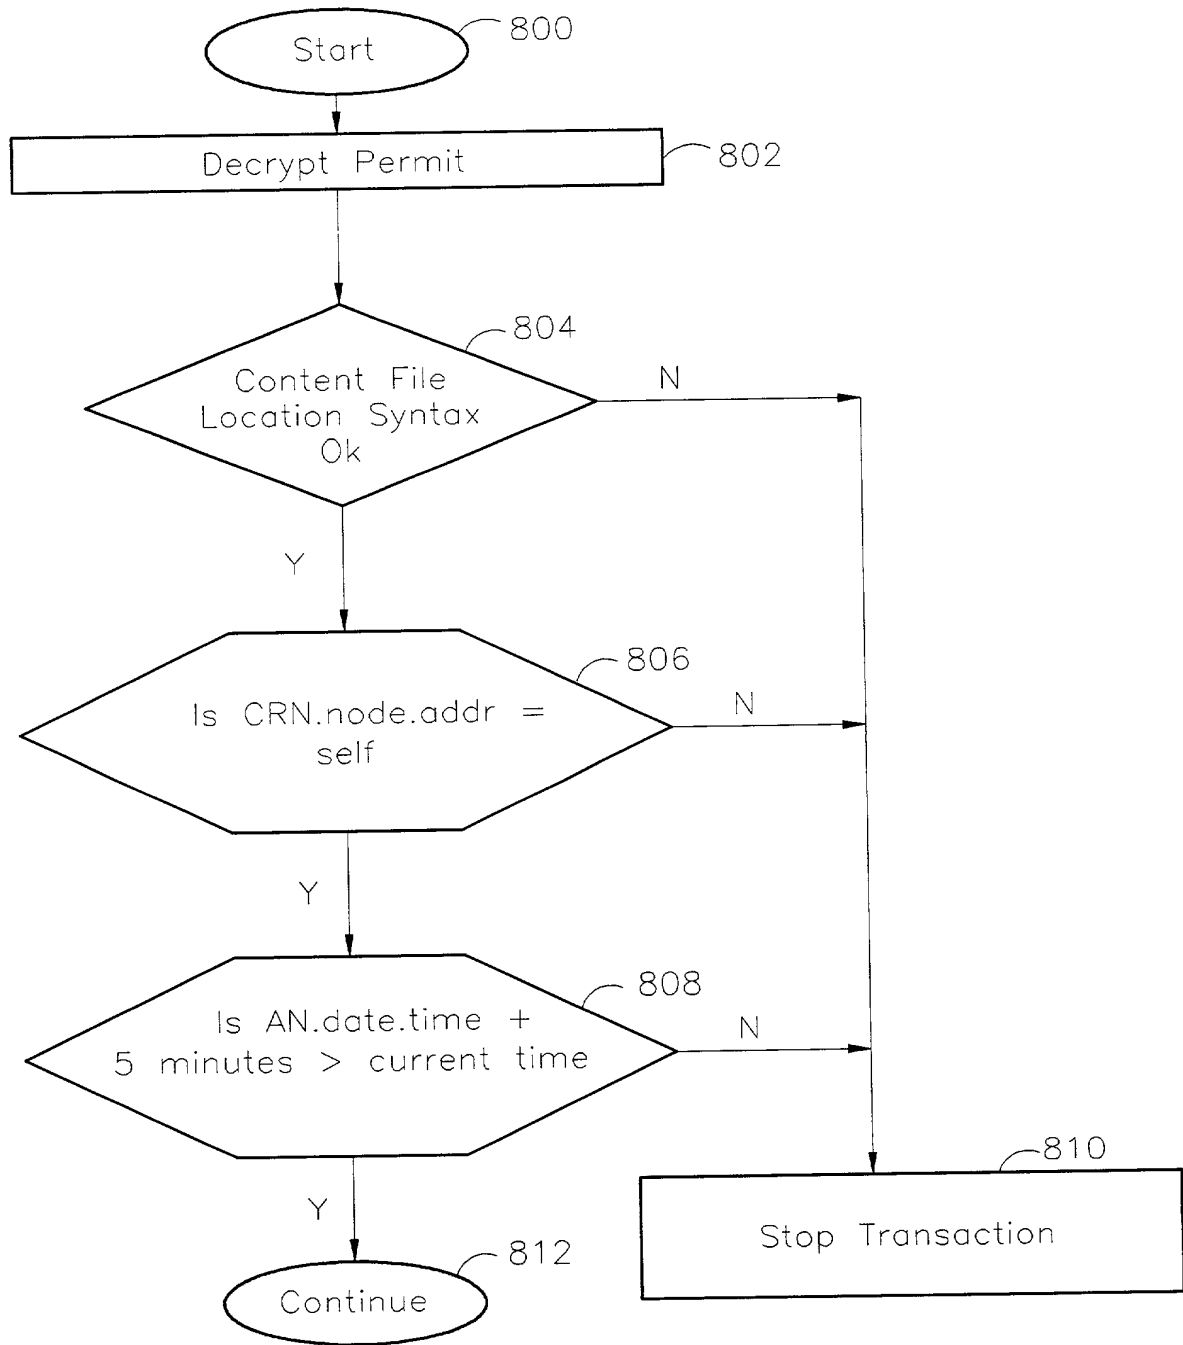 Start
800
Decrypt Permit
802
804
Content File
Location Syntax
Ok
N
Y
806
Is CRN.node.addr =
self
N
Y
808
Is AN.date.time +
5 minutes > current time
N
Y
810
Stop Transaction
812
Continue